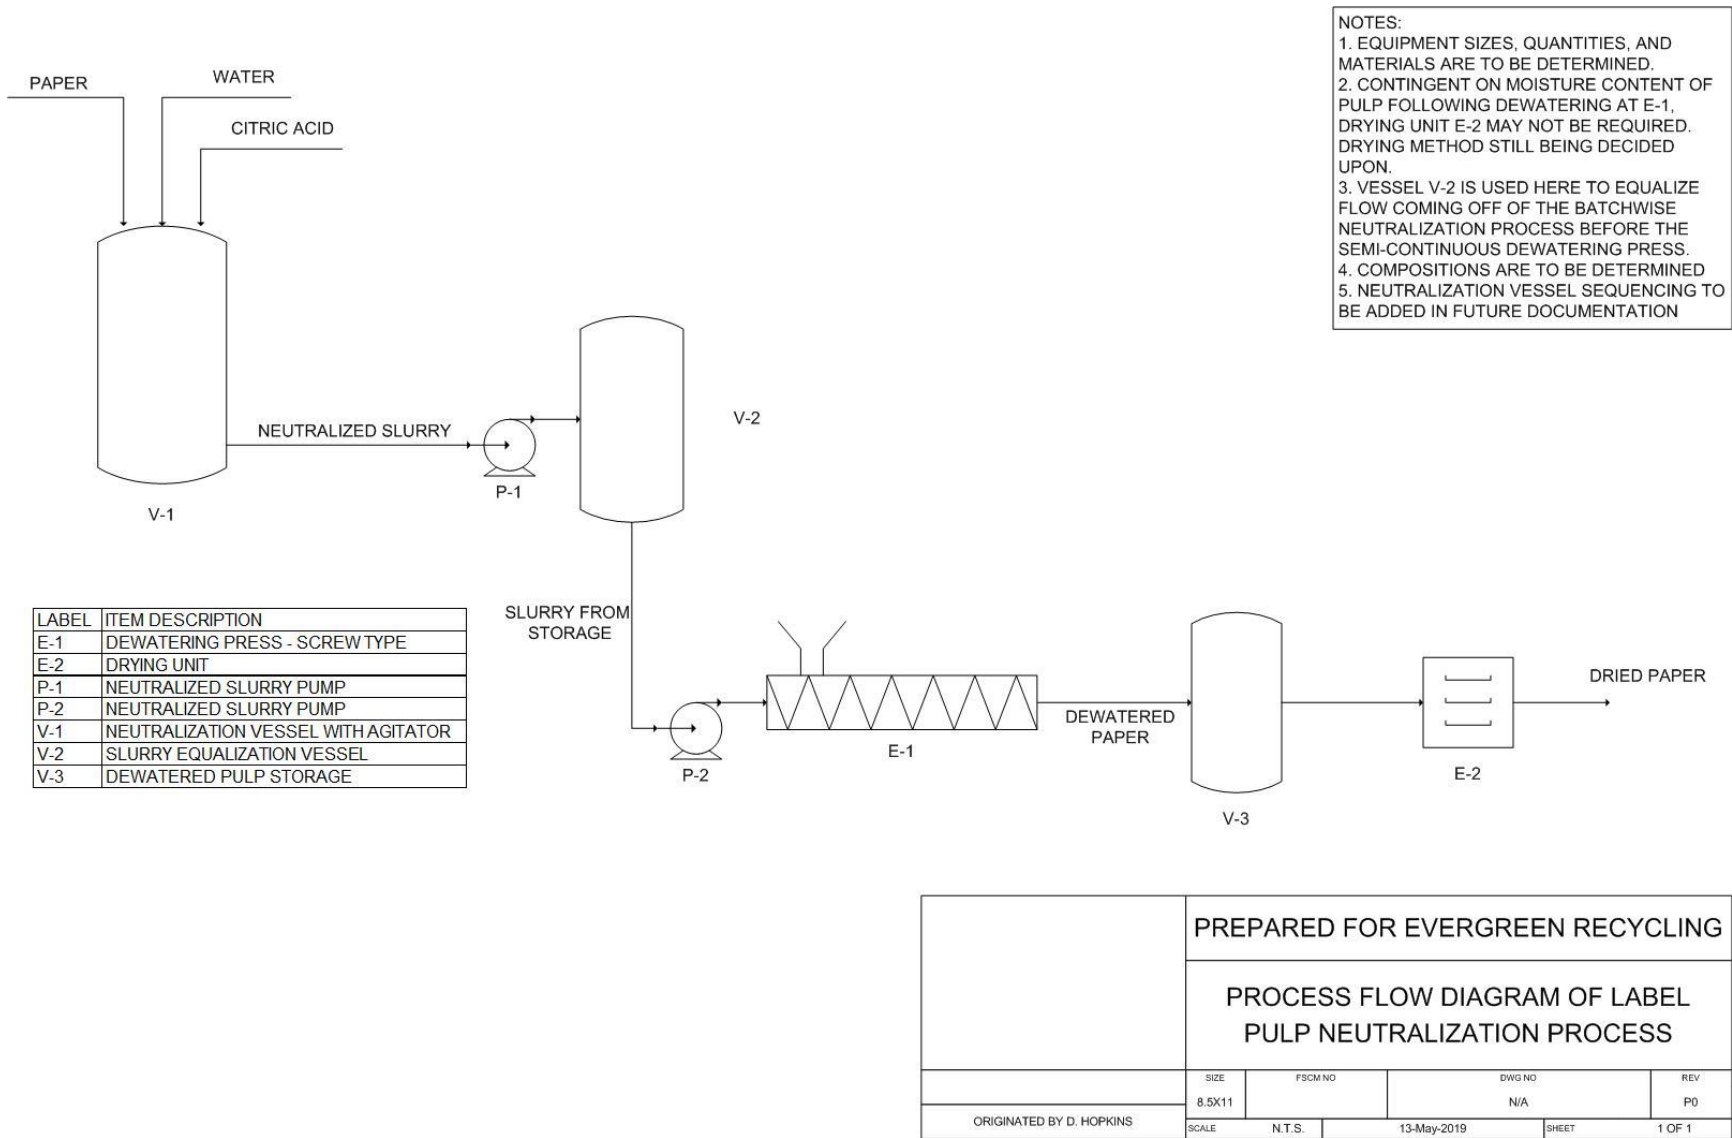 PAPER
WATER
CITRIC ACID
NOTES:
1. EQUIPMENT SIZES, QUANTITIES, AND
MATERIALS ARE TO BE DETERMINED.
2. CONTINGENT ON MOISTURE CONTENT OF
PULP FOLLOWING DEWATERING AT E-1,
DRYING UNIT E-2 MAY NOT BE REQUIRED.
DRYING METHOD STILL BEING DECIDED
UPON.
3. VESSEL V-2 IS USED HERE TO EQUALIZE
FLOW COMING OFF OF THE BATCHWISE
NEUTRALIZATION PROCESS BEFORE THE
SEMI-CONTINUOUS DEWATERING PRESS.
4. COMPOSITIONS ARE TO BE DETERMINED
5. NEUTRALIZATION VESSEL SEQUENCING TO
BE ADDED IN FUTURE DOCUMENTATION
V-2
NEUTRALIZED SLURRY
P-1
V-1
LABEL ITEM DESCRIPTION
E-1 DEWATERING PRESS - SCREW TYPE
E-2 DRYING UNIT
P-1 NEUTRALIZED SLURRY PUMP
P-2 NEUTRALIZED SLURRY PUMP
V-1 NEUTRALIZATION VESSEL WITH AGITATOR
V-2 SLURRY EQUALIZATION VESSEL
V-3 DEWATERED PULP STORAGE
SLURRY FROM
STORAGE
P-2
E-1
DEWATERED
PAPER
V-3
E-2
DRIED PAPER
PREPARED FOR EVERGREEN RECYCLING
PROCESS FLOW DIAGRAM OF LABEL
PULP NEUTRALIZATION PROCESS
SIZE FSCM NO DWG NO REV
8.5X11 N/A P0
ORIGINATED BY D. HOPKINS
SCALE N.T.S. 13-May-2019 SHEET 1 OF 1